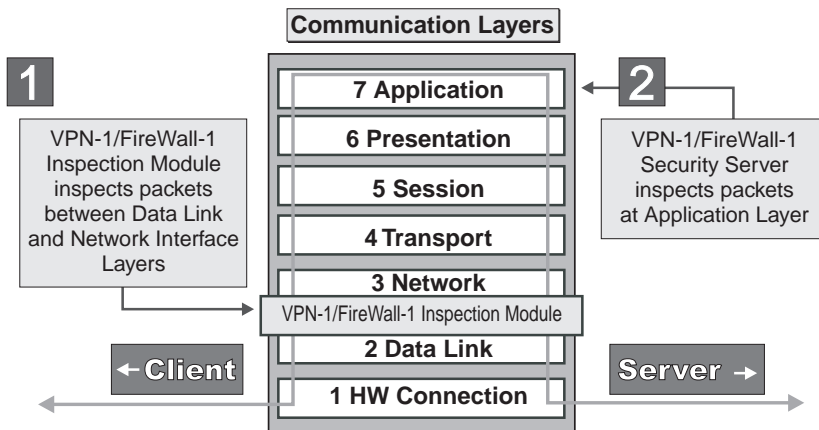 Communication Layers
1
VPN-1/FireWall-1
Inspection Module
inspects packets
between Data Link
and Network Interface
Layers
2
VPN-1/FireWall-1
Security Server
inspects packets
at Application Layer
7 Application
6 Presentation
5 Session
4 Transport
3 Network
VPN-1/FireWall-1 Inspection Module
2 Data Link
1 HW Connection
Client
Server